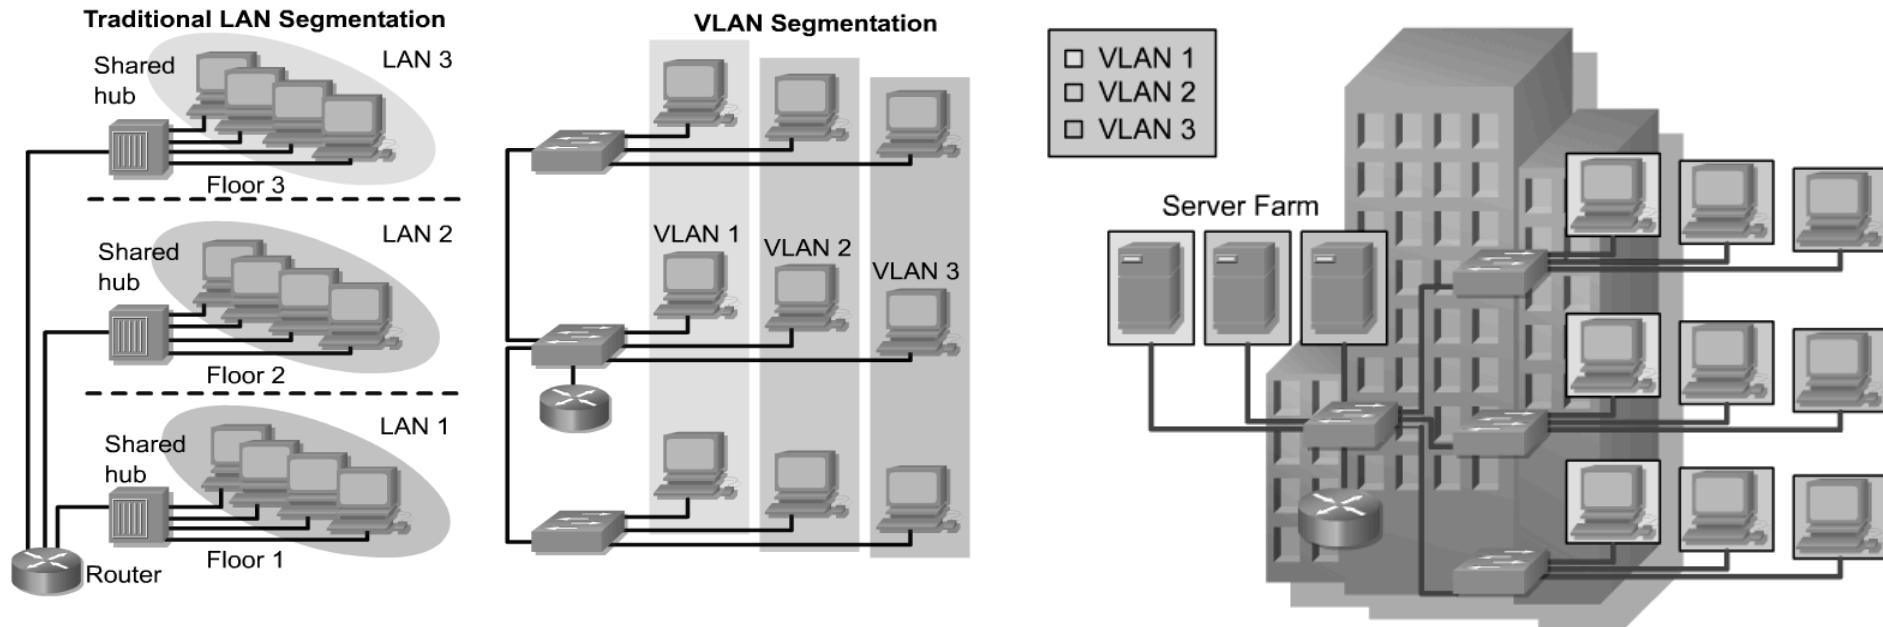 Traditional LAN Segmentation
LAN 3
Shared
hub
Floor 3
LAN 2
Shared
hub
Floor 2
LAN 1
Shared
hub
Floor 1
Router
VLAN Segmentation
VLAN 1
VLAN 2
VLAN 3
VLAN 1
VLAN 2
VLAN 3
Server Farm